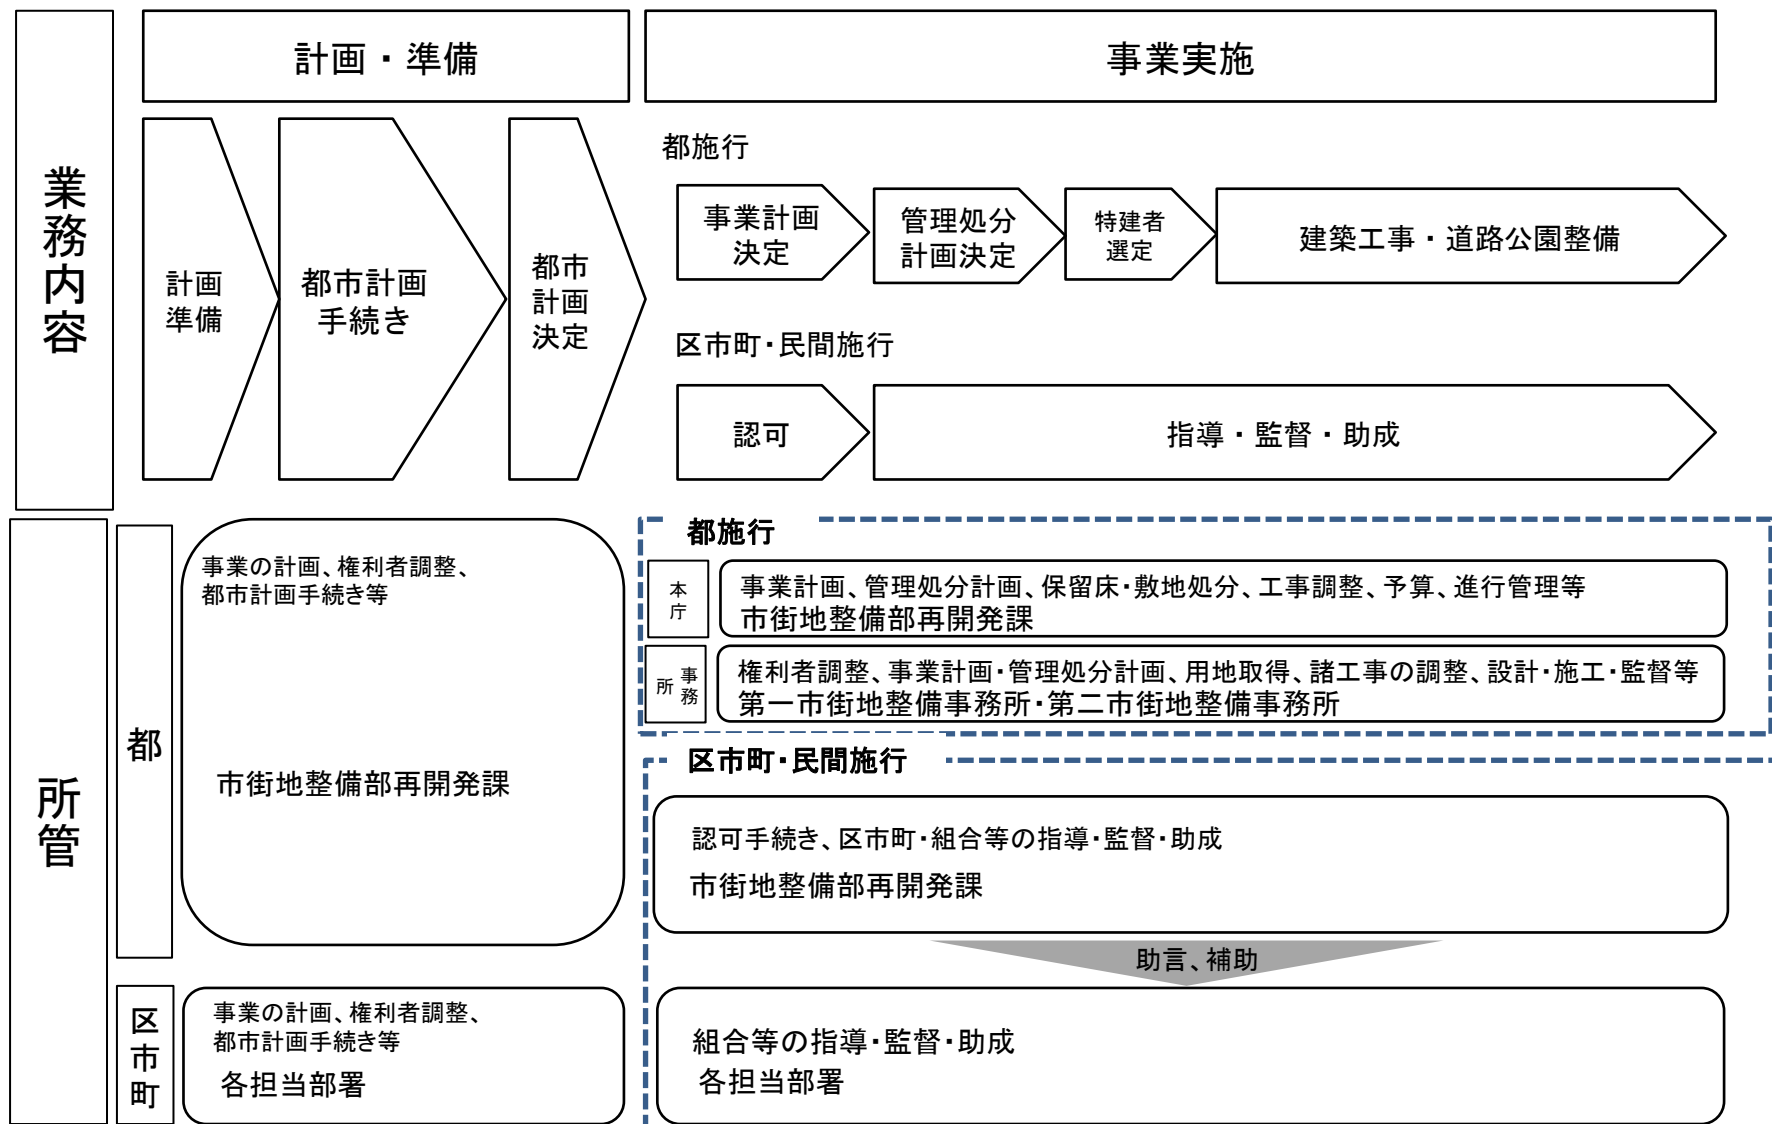 業務内容
計画・準備
事業実施
計画
準備
都市計画
手続き
都市
計画
決定
都施行
事業計画
決定
管理処分
計画決定
特建者
選定
建築工事・道路公園整備
区市町・民間施行
認可
指導・監督・助成
所管
都
事業の計画、権利者調整、
都市計画手続き等
市街地整備部再開発課
都施行
本庁
事業計画、管理処分計画、保留床・敷地処分、工事調整、予算、進行管理等
市街地整備部再開発課
事務所
権利者調整、事業計画・管理処分計画、用地取得、諸工事の調整、設計・施工・監督等
第一市街地整備事務所・第二市街地整備事務所
区市町・民間施行
認可手続き、区市町・組合等の指導・監督・助成
市街地整備部再開発課
助言、補助
区市町
事業の計画、権利者調整、
都市計画手続き等
各担当部署
組合等の指導・監督・助成
各担当部署